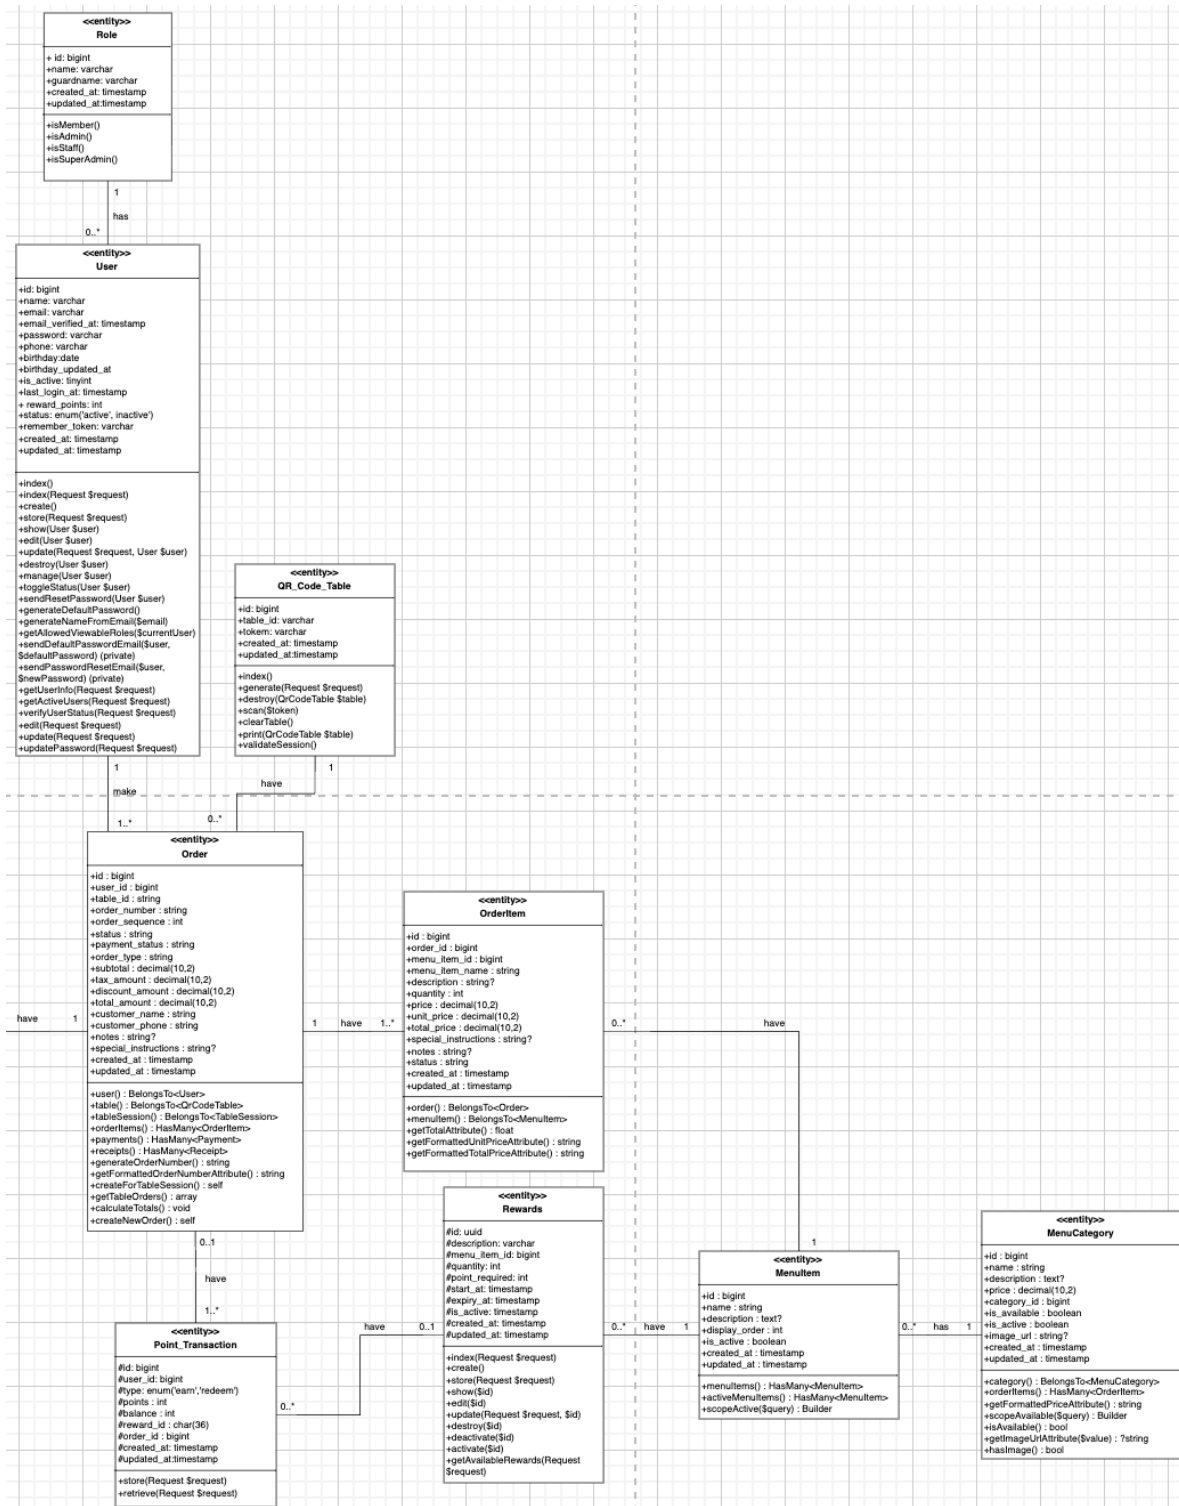 <<entity>>
Role
+ id: bigint
+name: varchar
+guardname: varchar
+created_at: timestamp
+updated_at:timestamp
+isMember()
+isAdmin()
+isStaff()
+isSuperAdmin()
1
has
0..*
<<entity>>
User
+id: bigint
+name: varchar
+email: varchar
+email_verified_at: timestamp
+password: varchar
+phone: varchar
+birthday:date
+birthday_updated_at
+is_active: tinyint
+last_login_at: timestamp
+ reward_points: int
+status: enum('active', inactive')
+remember_token: varchar
+created_at: timestamp
+updated_at: timestamp
+index()
+index(Request $request)
+create()
+store(Request $request)
+show(User $user)
+edit(User $user)
+update(Request $request, User $user)
+destroy(User $user)
+manage(User $user)
+toggleStatus(User $user)
+sendResetPassword(User $user)
+generateDefaultPassword()
+generateNameFromEmail($email)
+getAllowedViewableRoles($currentUser)
+sendDefaultPasswordEmail($user,
$defaultPassword) (private)
+sendPasswordResetEmail($user,
$newPassword) (private)
+getUserInfo(Request $request)
+getActiveUsers(Request $request)
+verifyUserStatus(Request $request)
+edit(Request $request)
+update(Request $request)
+updatePassword(Request $request)
<<entity>>
QR_Code_Table
+id: bigint
+table_id: varchar
+tokem: varchar
+created_at: timestamp
+updated_at:timestamp
+index()
+generate(Request $request)
+destroy(QrCodeTable $table)
+scan($token)
+clearTable()
+print(QrCodeTable $table)
+validateSession()
1
make
1..*
1
have
0..*
<<entity>>
Order
+id : bigint
+user_id : bigint
+table_id : string
+order_number : string
+order_sequence : int
+status : string
+payment_status : string
+order_type : string
+subtotal : decimal(10,2)
+tax_amount : decimal(10,2)
+discount_amount : decimal(10,2)
+total_amount : decimal(10,2)
+customer_name : string
+customer_phone : string
+notes : string?
+special_instructions : string?
+created_at : timestamp
+updated_at : timestamp
+user() : BelongsTo<User>
+table() : BelongsTo<QrCodeTable>
+tableSession() : BelongsTo<TableSession>
+orderItems() : HasMany<OrderItem>
+payments() : HasMany<Payment>
+receipts() : HasMany<Receipt>
+generateOrderNumber() : string
+getFormattedOrderNumberAttribute() : string
+createForTableSession() : self
+getTableOrders() : array
+calculateTotals() : void
+createNewOrder() : self
have
1
1
have
1..*
<<entity>>
OrderItem
+id : bigint
+order_id : bigint
+menu_item_id : bigint
+menu_item_name : string
+description : string?
+quantity : int
+price : decimal(10,2)
+unit_price : decimal(10,2)
+total_price : decimal(10,2)
+special_instructions : string?
+notes : string?
+status : string
+created_at : timestamp
+updated_at : timestamp
+order() : BelongsTo<Order>
+menuItem() : BelongsTo<MenuItem>
+getTotalAttribute() : float
+getFormattedUnitPriceAttribute() : string
+getFormattedTotalPriceAttribute() : string
0..*
have
1
0..1
have
1..*
<<entity>>
Point_Transaction
#id: bigint
#user_id: bigint
#type: enum('earn','redeem')
#points : int
#balance : int
#reward_id : char(36)
#order_id : bigint
#created_at: timestamp
#updated_at:timestamp
+store(Request $request)
+retrieve(Request $request)
0..*
have
0..1
<<entity>>
Rewards
#id: uuid
#description: varchar
#menu_item_id: bigint
#quantity: int
#point_required: int
#start_at: timestamp
#expiry_at: timestamp
#is_active: timestamp
#created_at: timestamp
#updated_at: timestamp
+index(Request $request)
+create()
+store(Request $request)
+show($id)
+edit($id)
+update(Request $request, $id)
+destroy($id)
+deactivate($id)
+activate($id)
+getAvailableRewards(Request
$request)
0..*
have
1
<<entity>>
MenuItem
+id : bigint
+name : string
+description : text?
+display_order : int
+is_active : boolean
+created_at : timestamp
+updated_at : timestamp
+menuItems() : HasMany<MenuItem>
+activeMenuItems() : HasMany<MenuItem>
+scopeActive($query) : Builder
0..*
has
1
<<entity>>
MenuCategory
+id : bigint
+name : string
+description : text?
+price : decimal(10,2)
+category_id : bigint
+is_available : boolean
+is_active : boolean
+image_url : string?
+created_at : timestamp
+updated_at : timestamp
+category() : BelongsTo<MenuCategory>
+orderItems() : HasMany<OrderItem>
+getFormattedPriceAttribute() : string
+scopeAvailable($query) : Builder
+isAvailable() : bool
+getImageUrlAttribute($value) : ?string
+hasImage() : bool